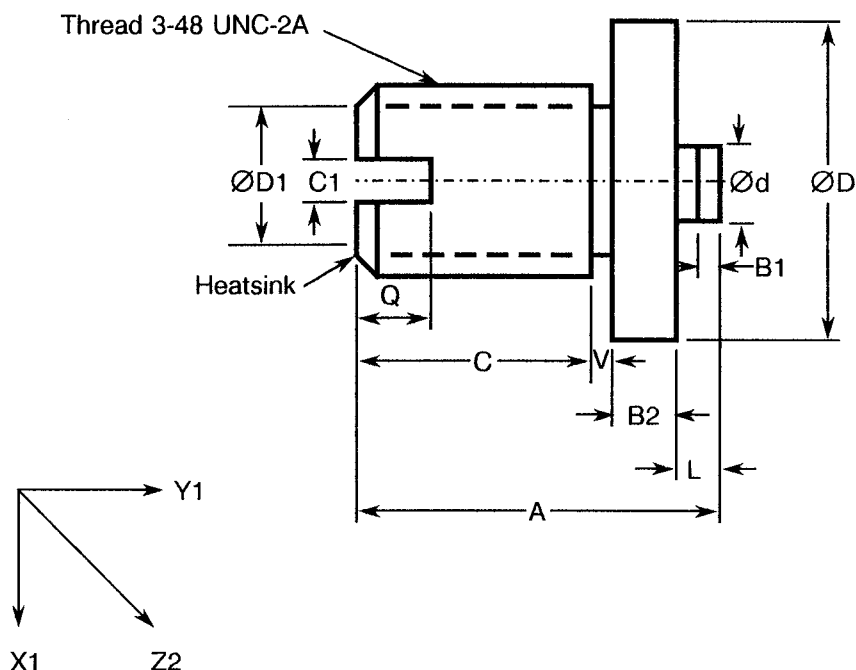 Thread 3-48 UNC-2A
ØD1
C1
Ød
ØD
B1
Heatsink
Q
C
V
B2
L
Y1
A
X1
Z2